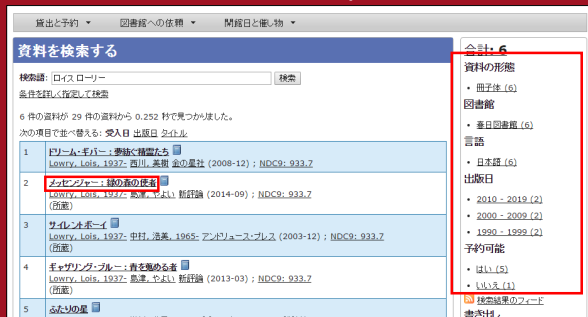 貸出と予約 ▼ 図書館への依頼 ▼ 開館日と催し物 ▼
資料を検索する
検索語: ロイス ローリー 検索
条件を詳しく指定して検索
6 件の資料が 29 件の資料から 0.252 秒で見つかりました。
次の項目で並べ替える: 受入日 出版日 タイトル
1 ドリーム・ギバー : 夢紡ぐ精霊たち
Lowry, Lois, 1937- 西川, 美樹 金の星社 (2008-12) ; NDC9: 933.7
2 メッセンジャー : 緑の森の使者
Lowry, Lois, 1937- 島津, やよい 新評論 (2014-09) ; NDC9: 933.7
(所蔵)
3 サイレントボーイ
Lowry, Lois, 1937- 中村, 浩美, 1965- アンドリュース・プレス (2003-12) ; NDC9: 933.7
(所蔵)
4 ギャザリング・ブルー : 青を蒐める者
Lowry, Lois, 1937- 島津, やよい 新評論 (2013-03) ; NDC9: 933.7
(所蔵)
5 ふたりの星
合計: 6
資料の形態
• 冊子体 (6)
図書館
• 春日図書館 (6)
言語
• 日本語 (6)
出版日
• 2010 - 2019 (2)
• 2000 - 2009 (2)
• 1990 - 1999 (2)
予約可能
• はい (5)
• いいえ (1)
検索結果のフィード
書き出し